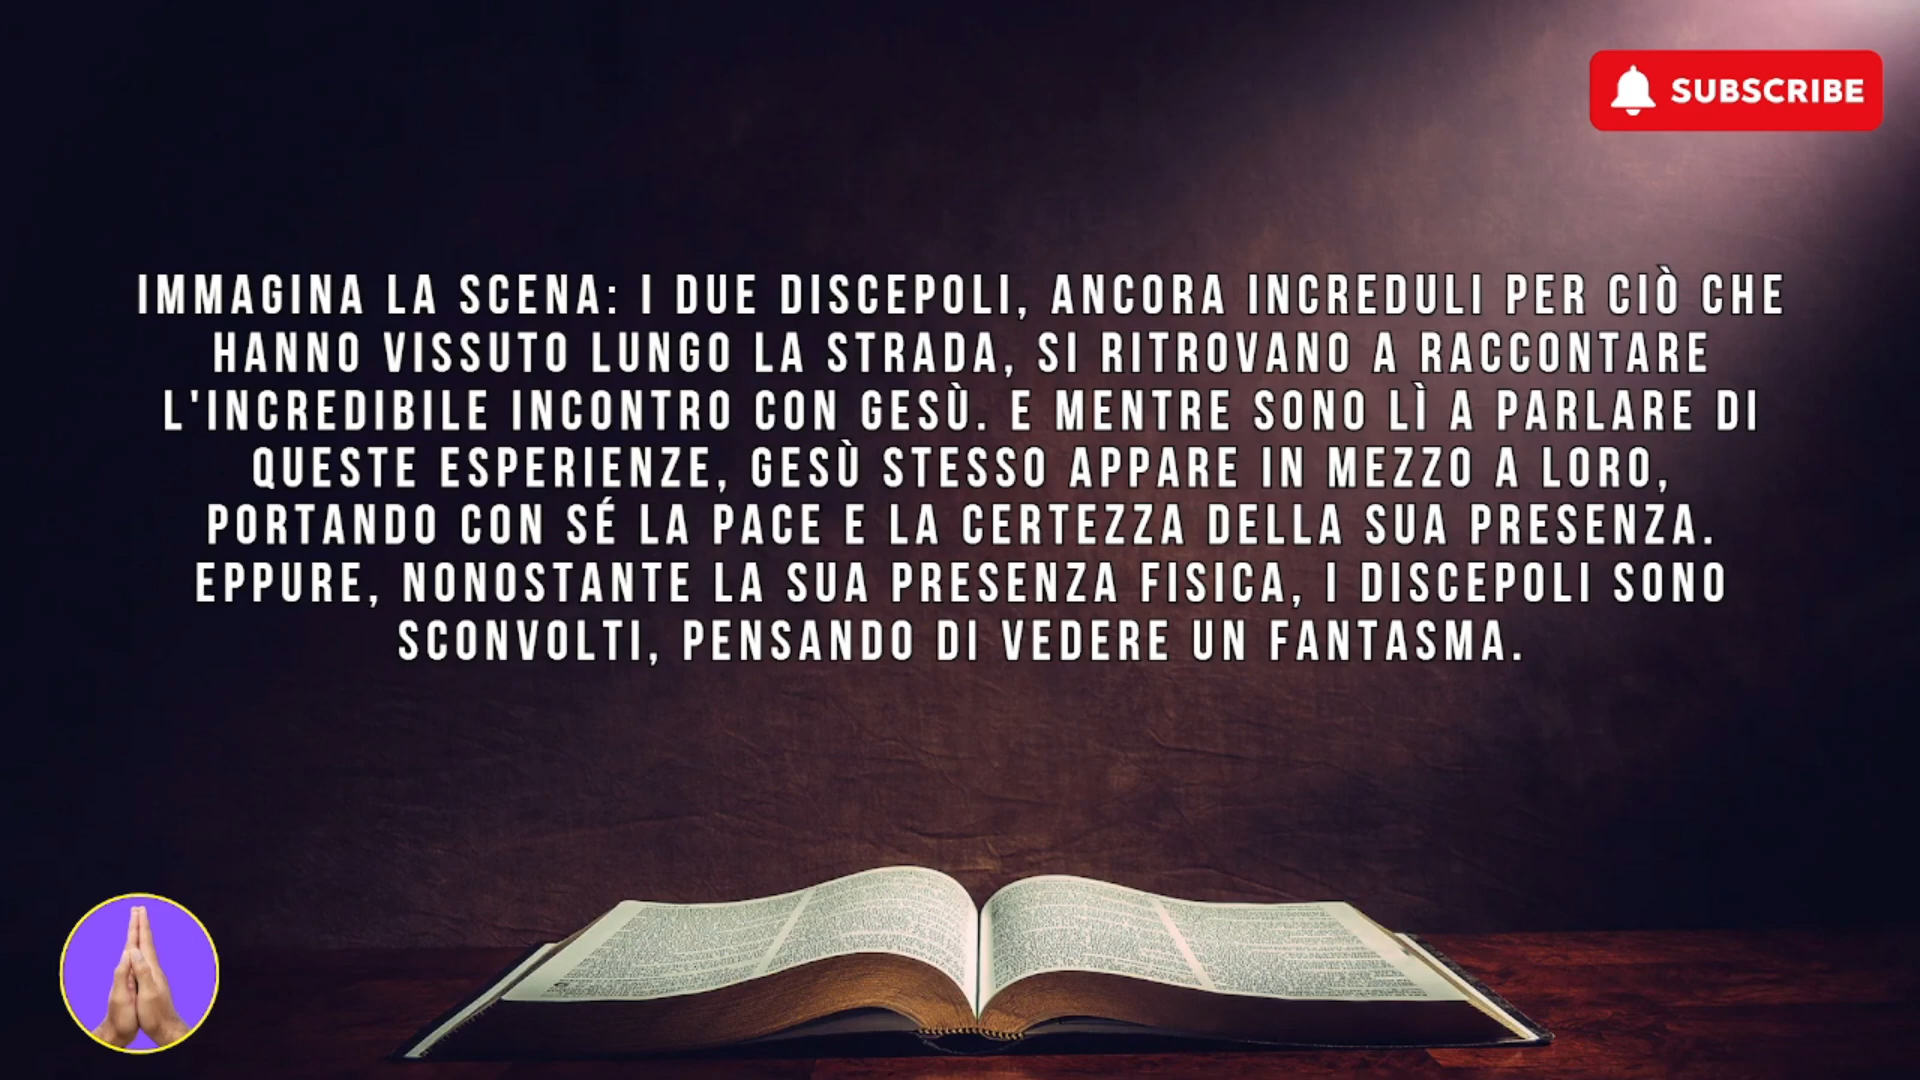 SUBSCRIBE
IMMAGINA LA SCENA: I DUE DISCEPOLI, ANCORA INCREDULI PER CIÒ CHE
HANNO VISSUTO LUNGO LA STRADA, SI RITROVANO A RACCONTARE
L'INCREDIBILE INCONTRO CON GESÙ. E MENTRE SONO LÌ A PARLARE DI
QUESTE ESPERIENZE, GESÙ STESSO APPARE IN MEZZO A LORO,
PORTANDO CON SÉ LA PACE E LA CERTEZZA DELLA SUA PRESENZA.
EPPURE, NONOSTANTE LA SUA PRESENZA FISICA, I DISCEPOLI SONO
SCONVOLTI, PENSANDO DI VEDERE UN FANTASMA.